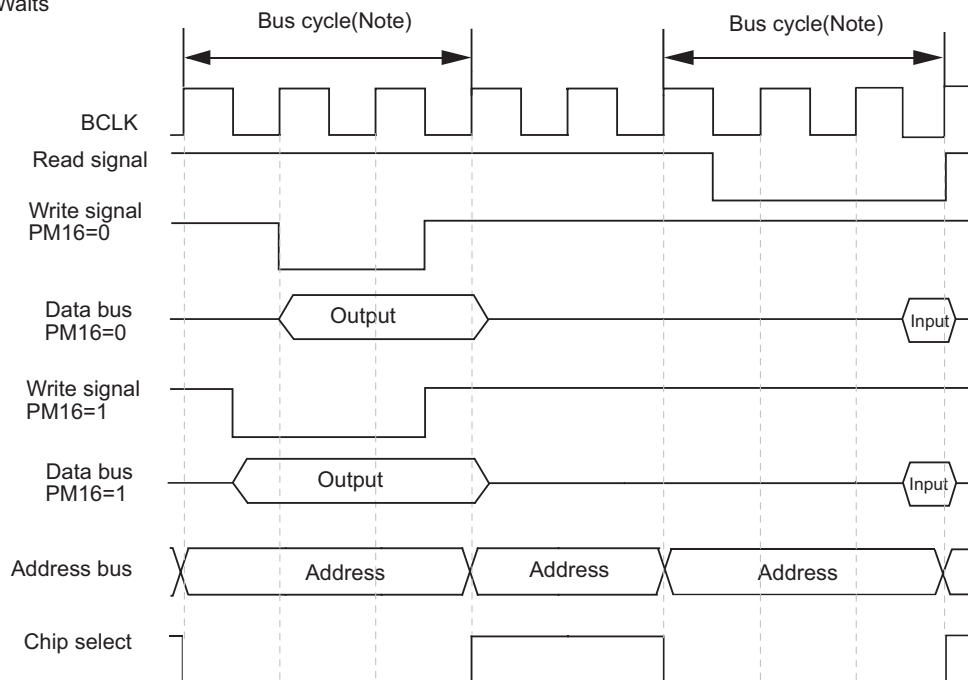 Waits
Bus cycle(Note)
Bus cycle(Note)
BCLK
Read signal
Write signal
PM16=0
Data bus
PM16=0
Output
Input
Write signal
PM16=1
Data bus
PM16=1
Output
Input
Address bus
Address
Address
Address
Chip select